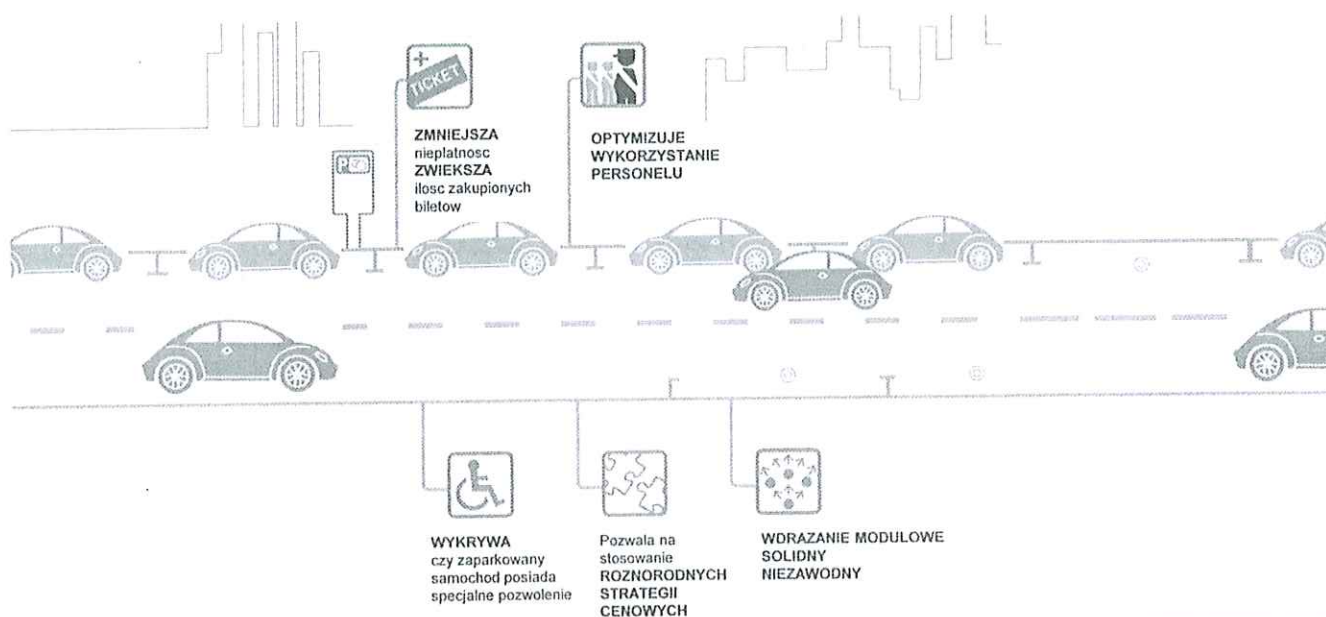 TICKET
ZMNIEJSZA
nieplatnosc
ZWIEKSZA
ilosc zakupionych
biletow
OPTYMIZUJE
WYKORZYSTANIE
PERSONELU
P
WYKRYWA
czy zaparkowany
samochod posiada
specjalne pozwolenie
Pozwala na
stosowanie
ROZNORODNYCH
STRATEGII
CENOWYCH
WDRAZANIE MODULOWE
SOLIDNY
NIEZAWODNY